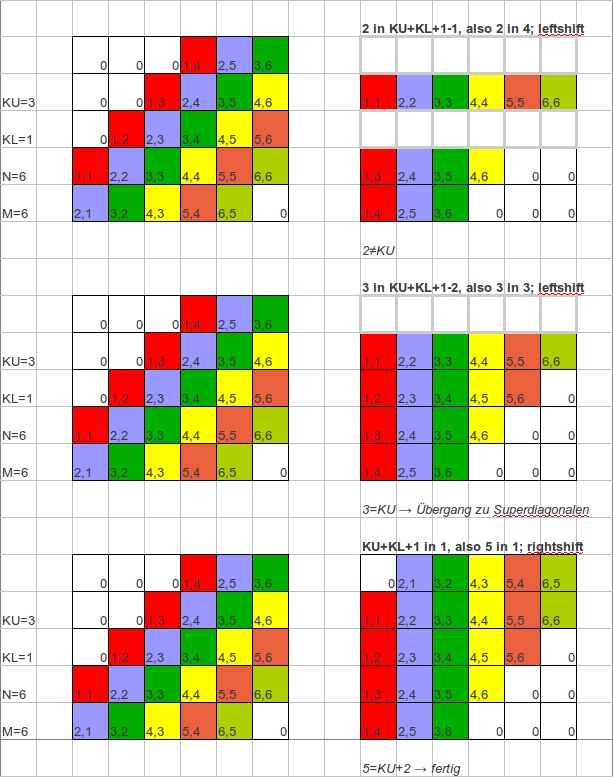 2 in KU+KL+1-1, also 2 in 4; leftshift
0 0 0 1,4 2,5 3,6
KU=3 0 0 1,3 2,4 3,5 4,6 1,1 2,2 3,3 4,4 5,5 6,6
KL=1 0 1,2 2,3 3,4 4,5 5,6
N=6 1,1 2,2 3,3 4,4 5,5 6,6 1,3 2,4 3,5 4,6 0 0
M=6 2,1 3,2 4,3 5,4 6,5 0 1,4 2,5 3,6 0 0 0
2≠KU
3 in KU+KL+1-2, also 3 in 3; leftshift
0 0 0 1,4 2,5 3,6
KU=3 0 0 1,3 2,4 3,5 4,6 1,1 2,2 3,3 4,4 5,5 6,6
KL=1 0 1,2 2,3 3,4 4,5 5,6 1,2 2,3 3,4 4,5 5,6 0
N=6 1,1 2,2 3,3 4,4 5,5 6,6 1,3 2,4 3,5 4,6 0 0
M=6 2,1 3,2 4,3 5,4 6,5 0 1,4 2,5 3,6 0 0 0
3=KU → Übergang zu Superdiagonalen
KU+KL+1 in 1, also 5 in 1; rightshift
0 0 0 1,4 2,5 3,6 0 2,1 3,2 4,3 5,4 6,5
KU=3 0 0 1,3 2,4 3,5 4,6 1,1 2,2 3,3 4,4 5,5 6,6
KL=1 0 1,2 2,3 3,4 4,5 5,6 1,2 2,3 3,4 4,5 5,6 0
N=6 1,1 2,2 3,3 4,4 5,5 6,6 1,3 2,4 3,5 4,6 0 0
M=6 2,1 3,2 4,3 5,4 6,5 0 1,4 2,5 3,6 0 0 0
5=KU+2 → fertig